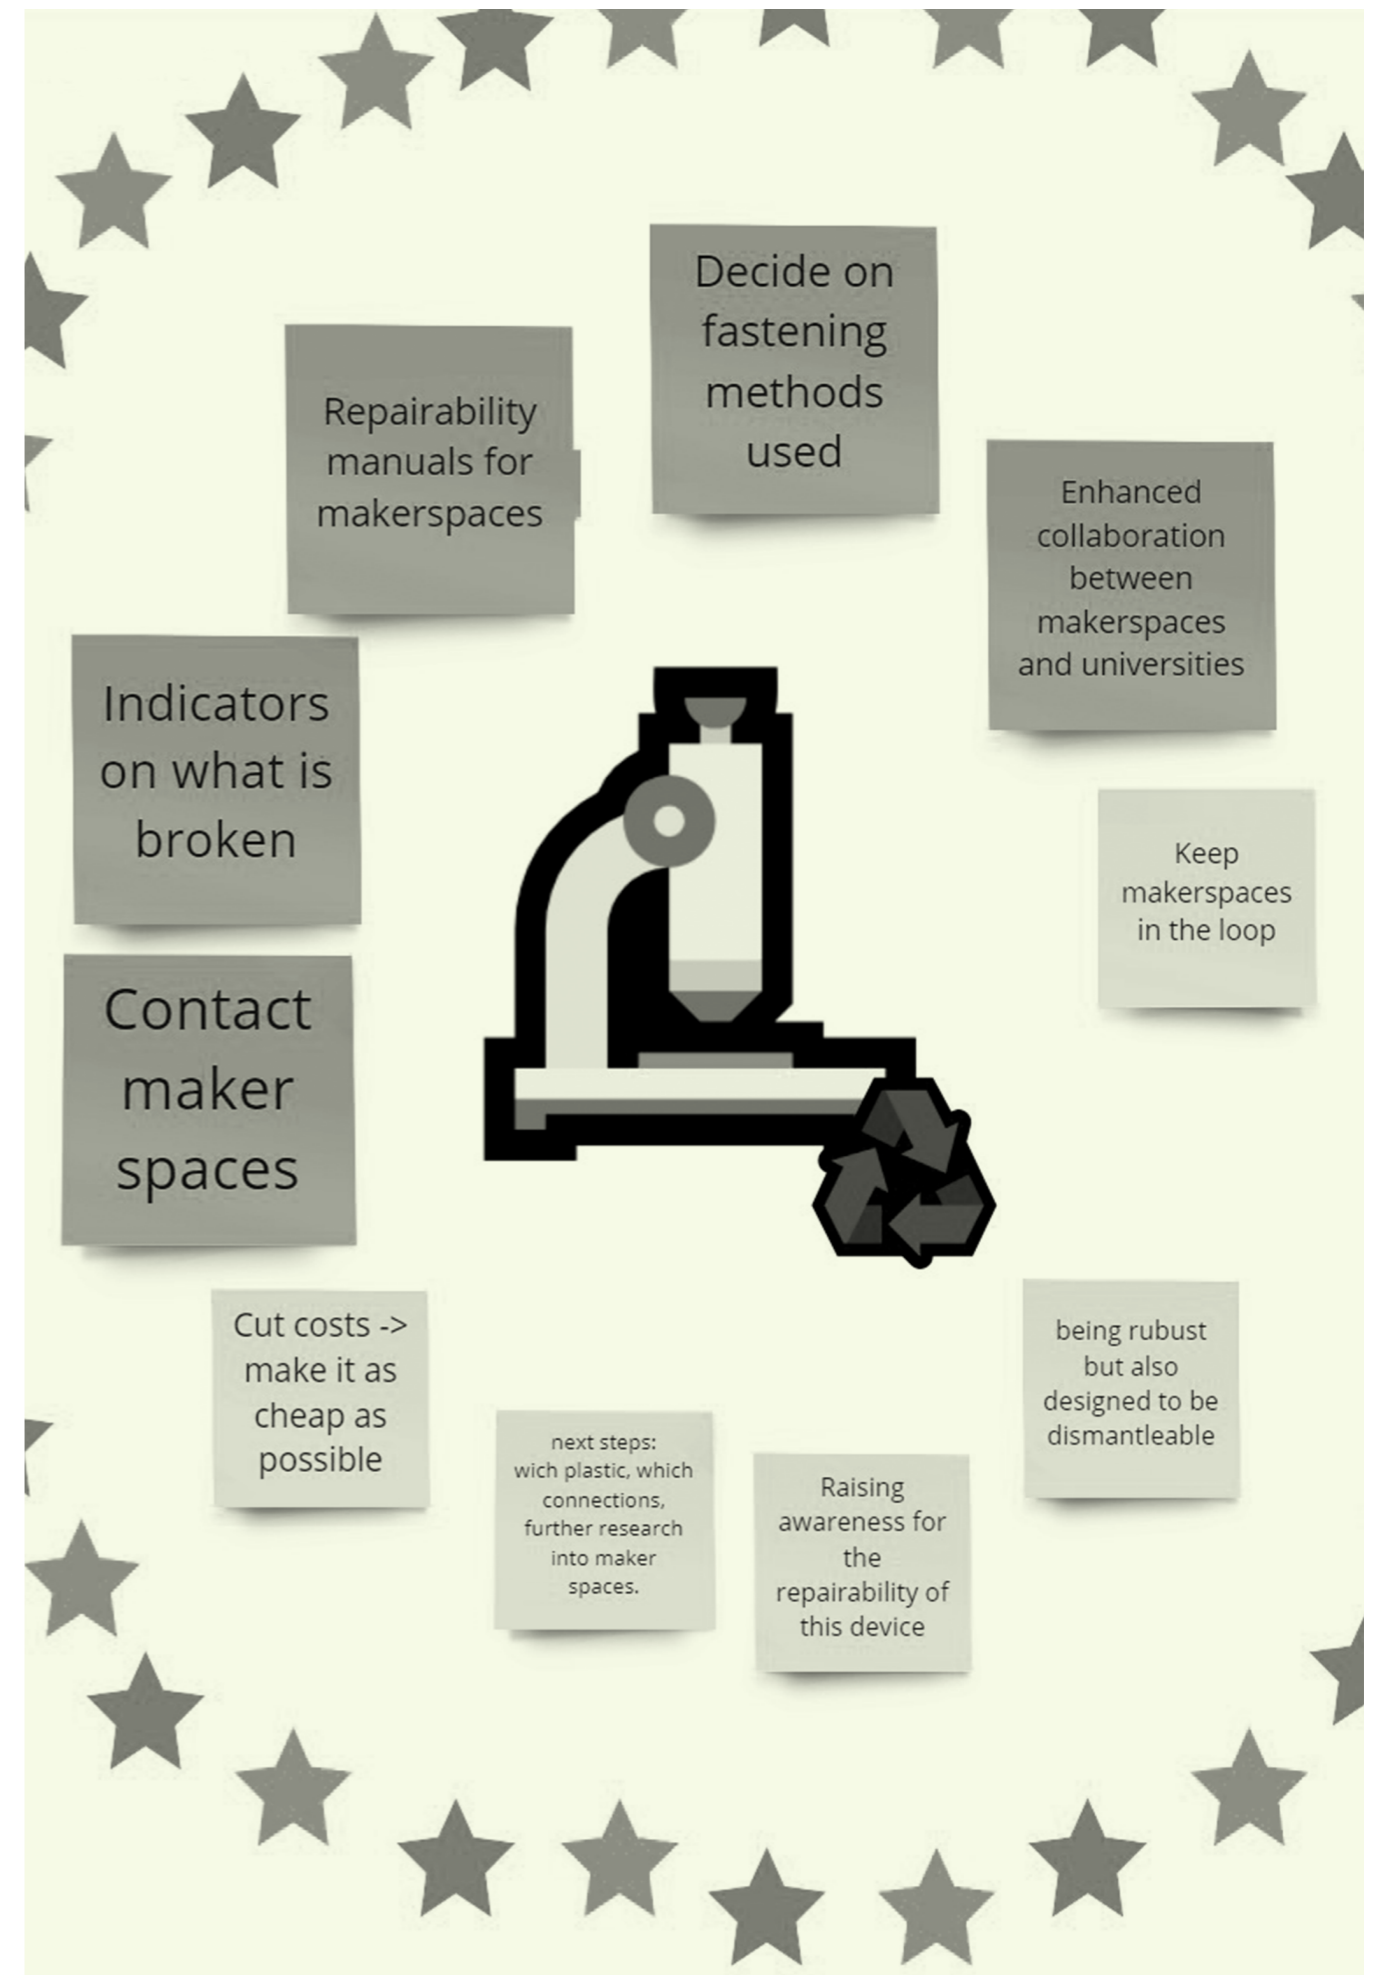 Decide on
fastening
methods
used
Repairability
manuals for
makerspaces
Enhanced
collaboration
between
makerspaces
and universities
Indicators
on what is
broken
Keep
makerspaces
in the loop
Contact
maker
spaces
Cut costs ->
make it as
cheap as
possible
being rubust
but also
designed to be
dismantleable
next steps:
wich plastic, which
connections,
further research
into maker
spaces.
Raising
awareness for
the
repairability of
this device